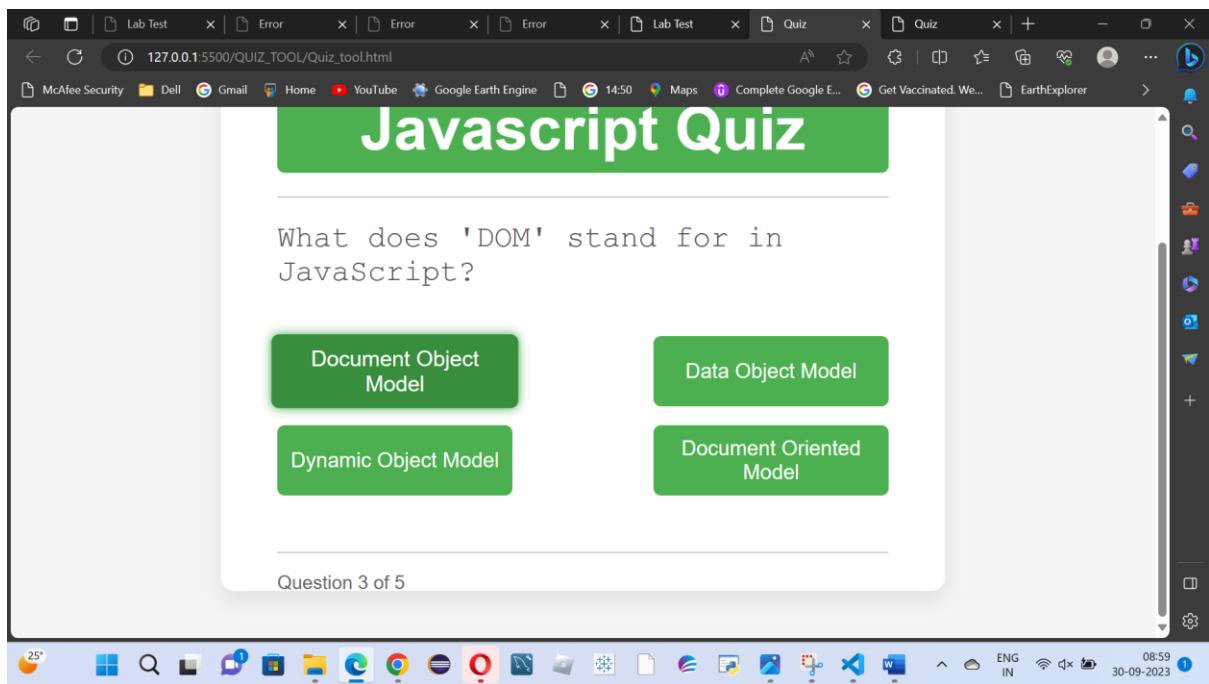 Lab Test
Error
Error
Error
Lab Test
Quiz
Quiz
127.0.0.1:5500/QUIZ_TOOL/Quiz_tool.html
McAfee Security
Dell
Gmail
Home
YouTube
Google Earth Engine
14:50
Maps
Complete Google E...
Get Vaccinated. We...
EarthExplorer
Javascript Quiz
What does 'DOM' stand for in
JavaScript?
Document Object
Model
Data Object Model
Dynamic Object Model
Document Oriented
Model
Question 3 of 5
25°
ENG
IN
08:59
30-09-2023